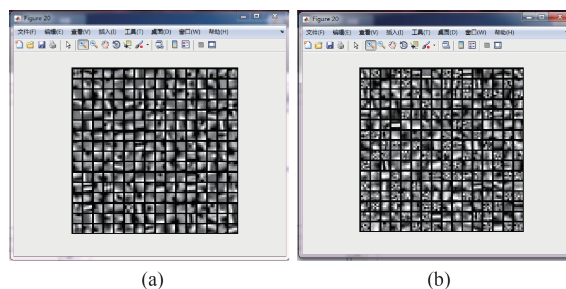 Figure 20
文件(F) 编辑(E) 查看(V) 插入(I) 工具(T) 桌面(D) 窗口(W) 帮助(H)
Figure 20
文件(F) 编辑(E) 查看(V) 插入(I) 工具(T) 桌面(D) 窗口(W) 帮助(H)
(a)
(b)